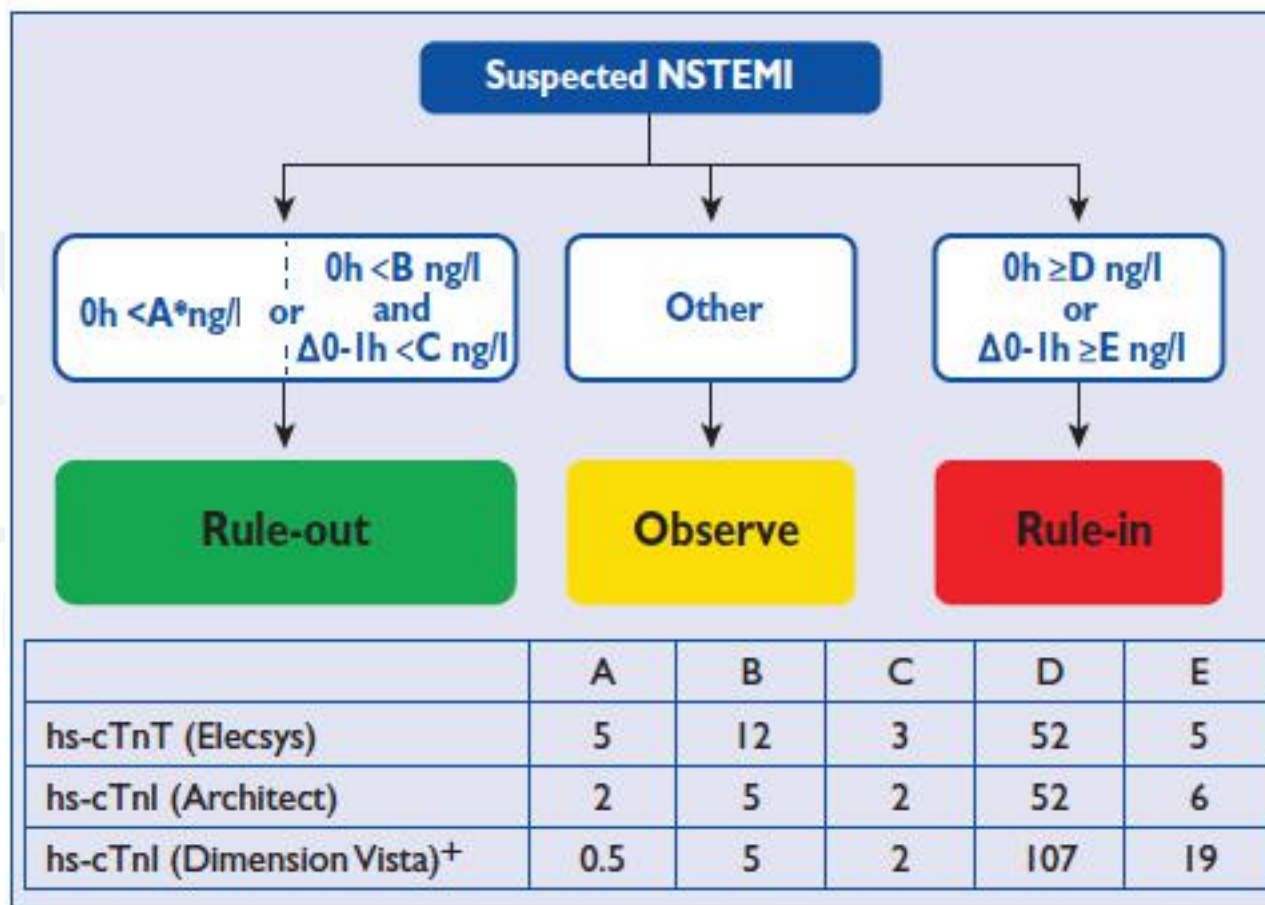 Suspected NSTEMI
0h <A*ng/l or
0h <B ng/l
and
Δ0-1h <C ng/l
Other
0h ≥D ng/l
or
Δ0-1h ≥E ng/l
Rule-out
Observe
Rule-in
A B C D E
hs-cTnT (Elecsys) 5 12 3 52 5
hs-cTnI (Architect) 2 5 2 52 6
hs-cTnI (Dimension Vista)+ 0.5 5 2 107 19